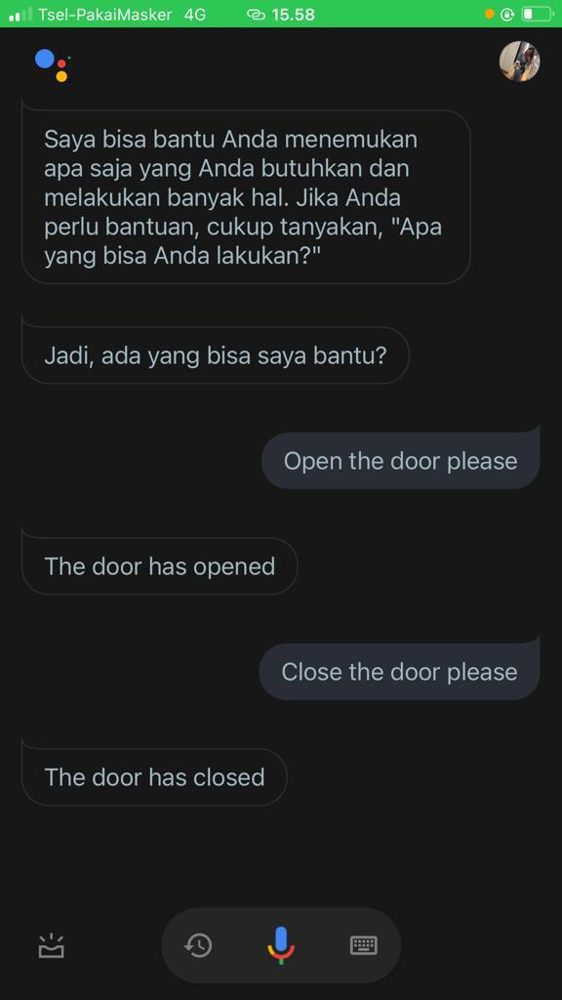 Tsel-PakaiMasker 4G 15.58
Saya bisa bantu Anda menemukan
apa saja yang Anda butuhkan dan
melakukan banyak hal. Jika Anda
perlu bantuan, cukup tanyakan, "Apa
yang bisa Anda lakukan?"
Jadi, ada yang bisa saya bantu?
Open the door please
The door has opened
Close the door please
The door has closed